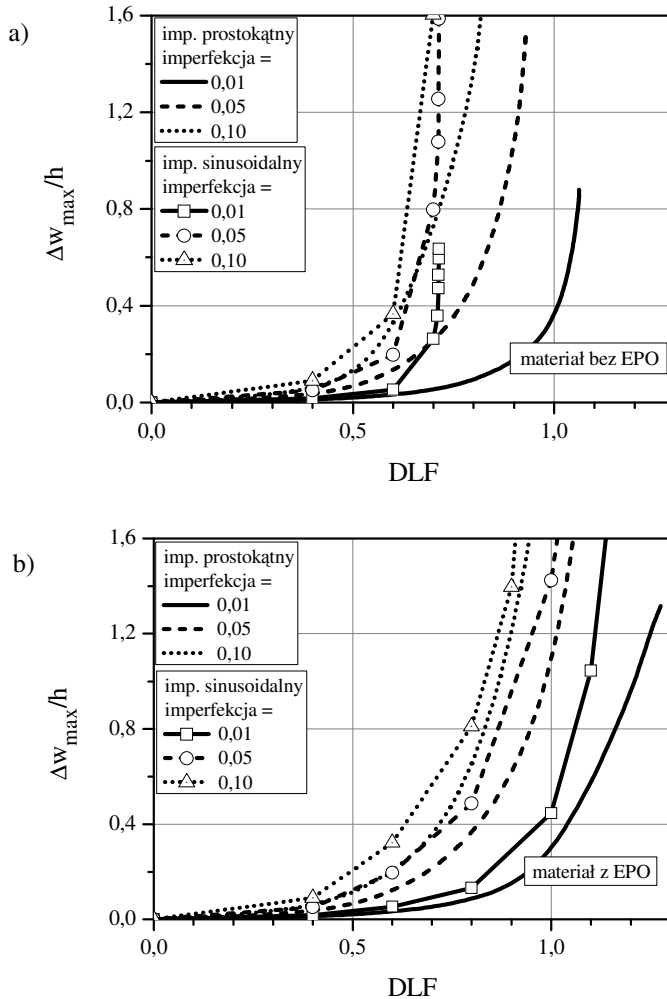 a)
1,6
1,2
0,8
0,4
0,0
Δw_max/h
imp. prostokątny
imperfekcja =
0,01
0,05
0,10
imp. sinusoidalny
imperfekcja =
0,01
0,05
0,10
materiał bez EPO
0,0
0,5
1,0
DLF
b)
1,6
1,2
0,8
0,4
0,0
Δw_max/h
imp. prostokątny
imperfekcja =
0,01
0,05
0,10
imp. sinusoidalny
imperfekcja =
0,01
0,05
0,10
materiał z EPO
0,0
0,5
1,0
DLF